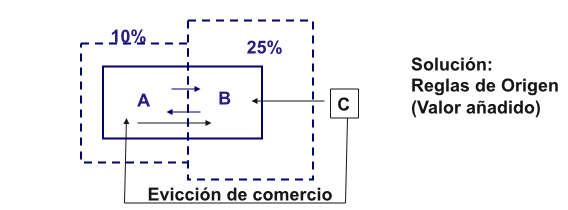 10%
25%
A
B
C
Solución:
Reglas de Origen
(Valor añadido)
Evicción de comercio